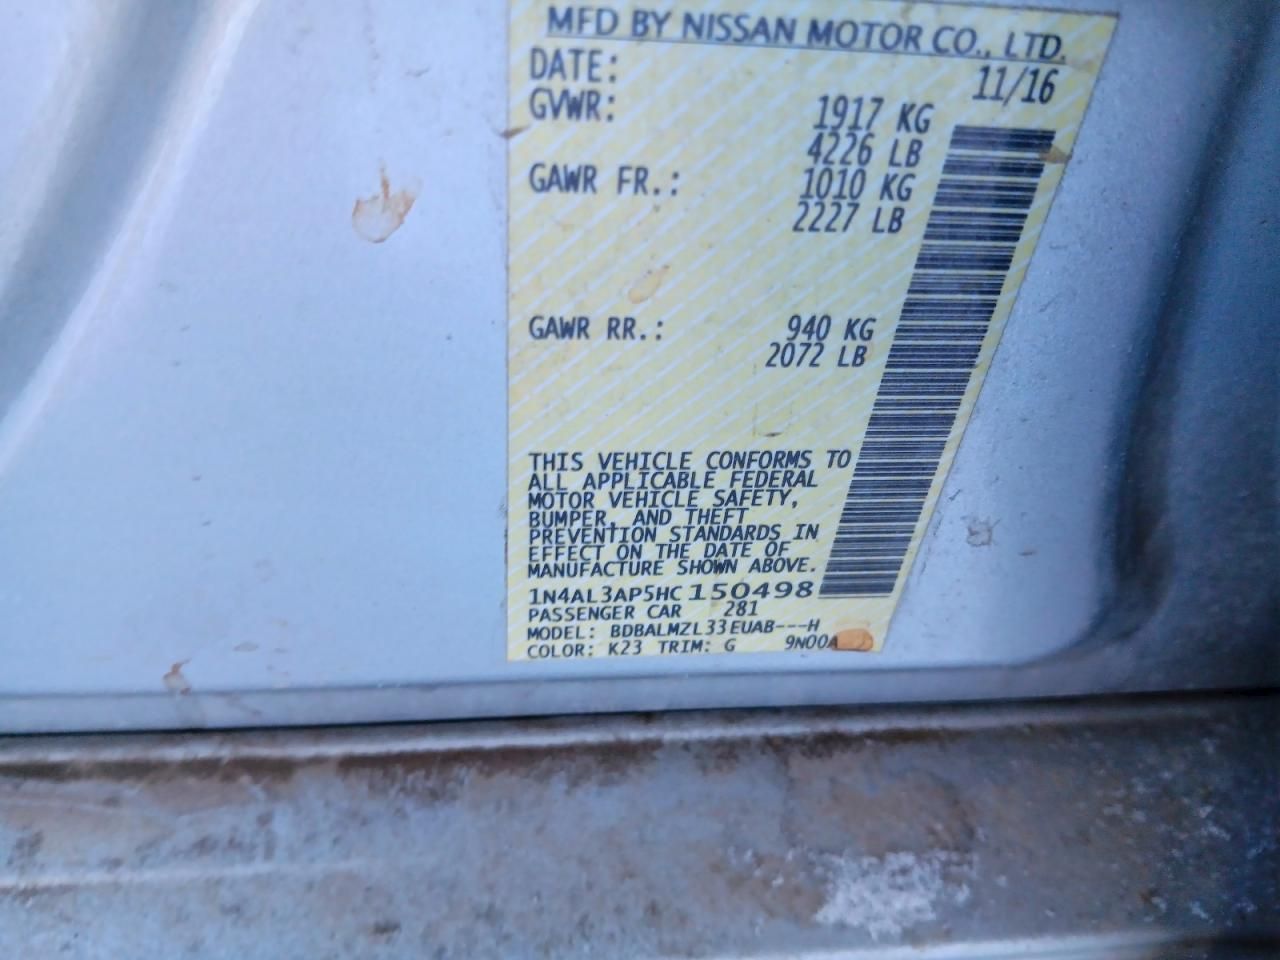 MFD BY NISSAN MOTOR CO., LTD.
DATE: 11/16
GVWR: 1917 KG
4226 LB
GAWR FR.: 1010 KG
2227 LB
GAWR RR.: 940 KG
2072 LB
THIS VEHICLE CONFORMS TO
ALL APPLICABLE FEDERAL
MOTOR VEHICLE SAFETY,
BUMPER, AND THEFT
PREVENTION STANDARDS IN
EFFECT ON THE DATE OF
MANUFACTURE SHOWN ABOVE.
1N4AL3AP5HC150498
PASSENGER CAR 281
MODEL: BDBALMZL33EUAB---H
COLOR: K23 TRIM: G 9N00A